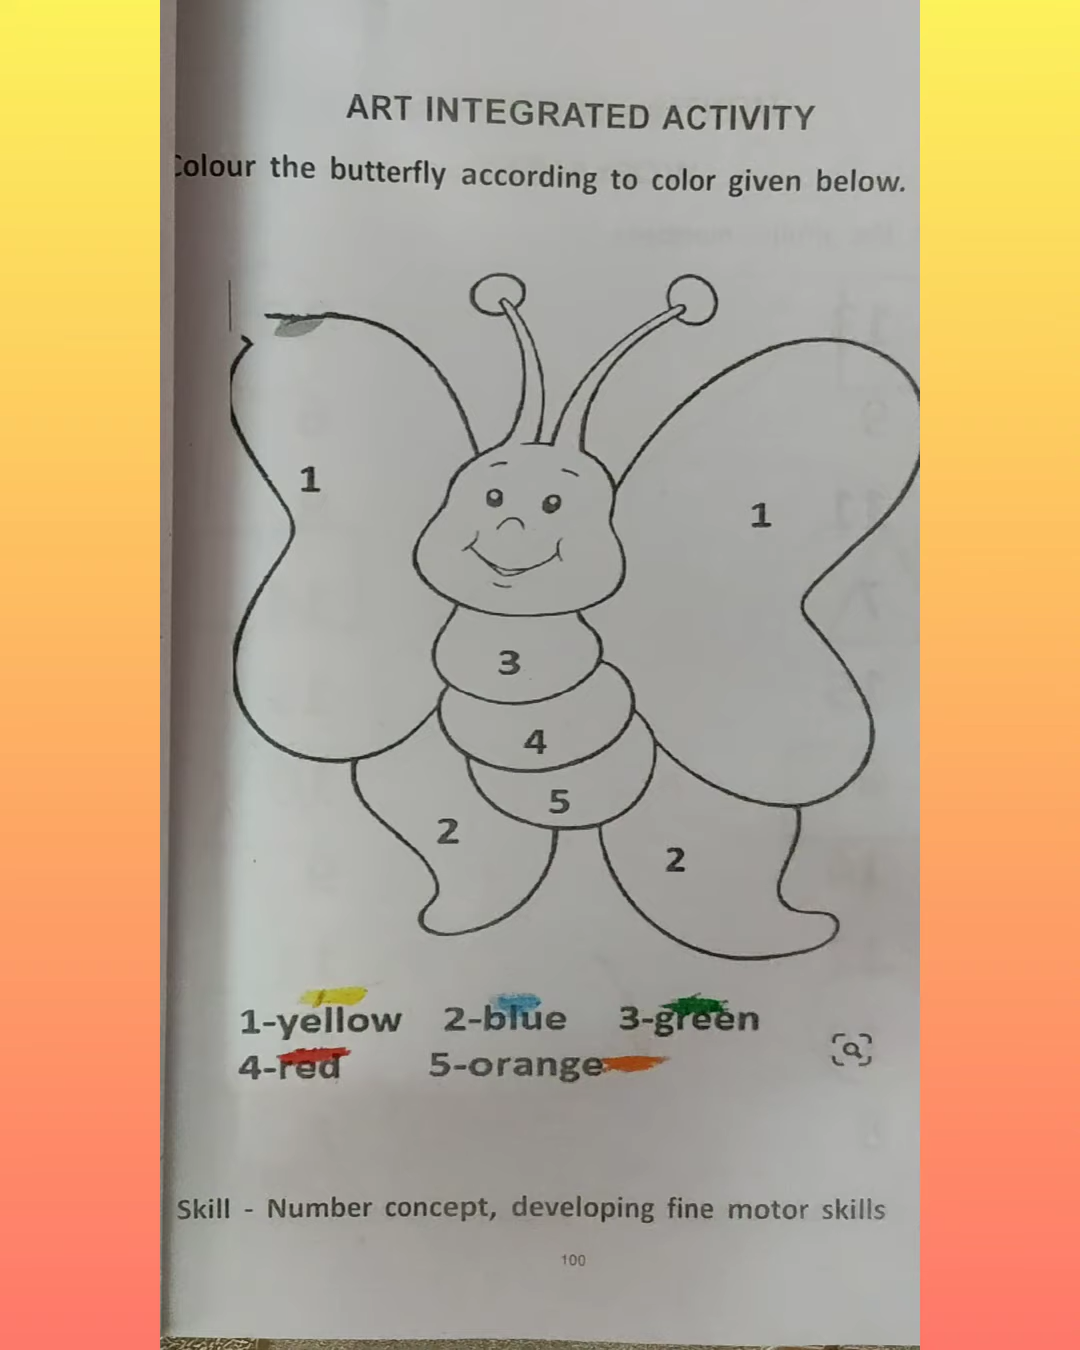 ART INTEGRATED ACTIVITY
Colour the butterfly according to color given below.
1
1
3
4
5
2
2
1-yellow 2-blue 3-green
4-red 5-orange
Skill - Number concept, developing fine motor skills
100